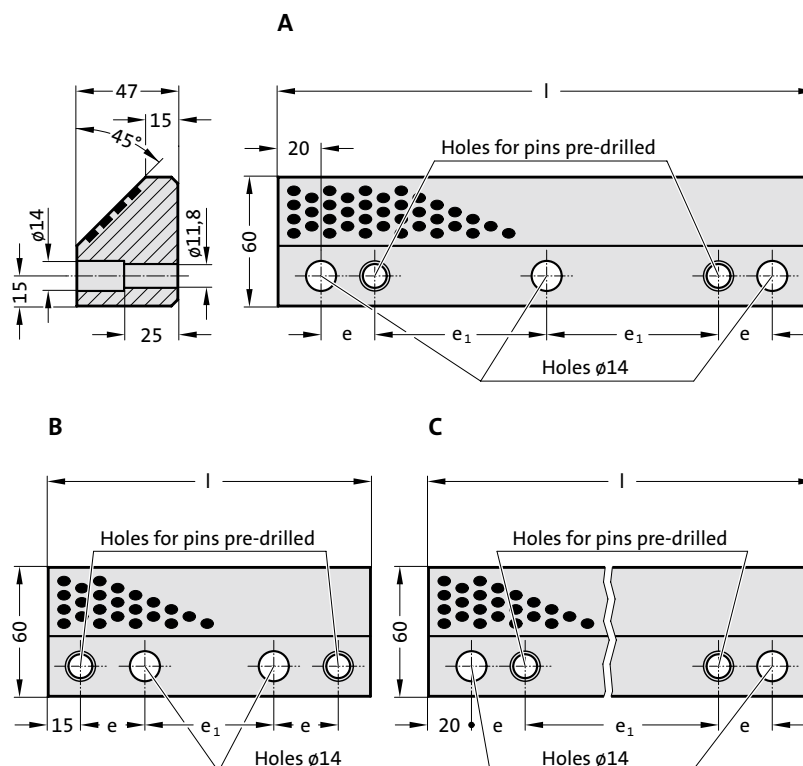 A
47
15
45°
ø14
ø11,8
15
25
l
20
Holes for pins pre-drilled
60
e
e₁
e₁
e
Holes ø14
B
l
Holes for pins pre-drilled
60
15
e
e₁
e
Holes ø14
C
l
Holes for pins pre-drilled
60
20
e
e₁
e
Holes ø14